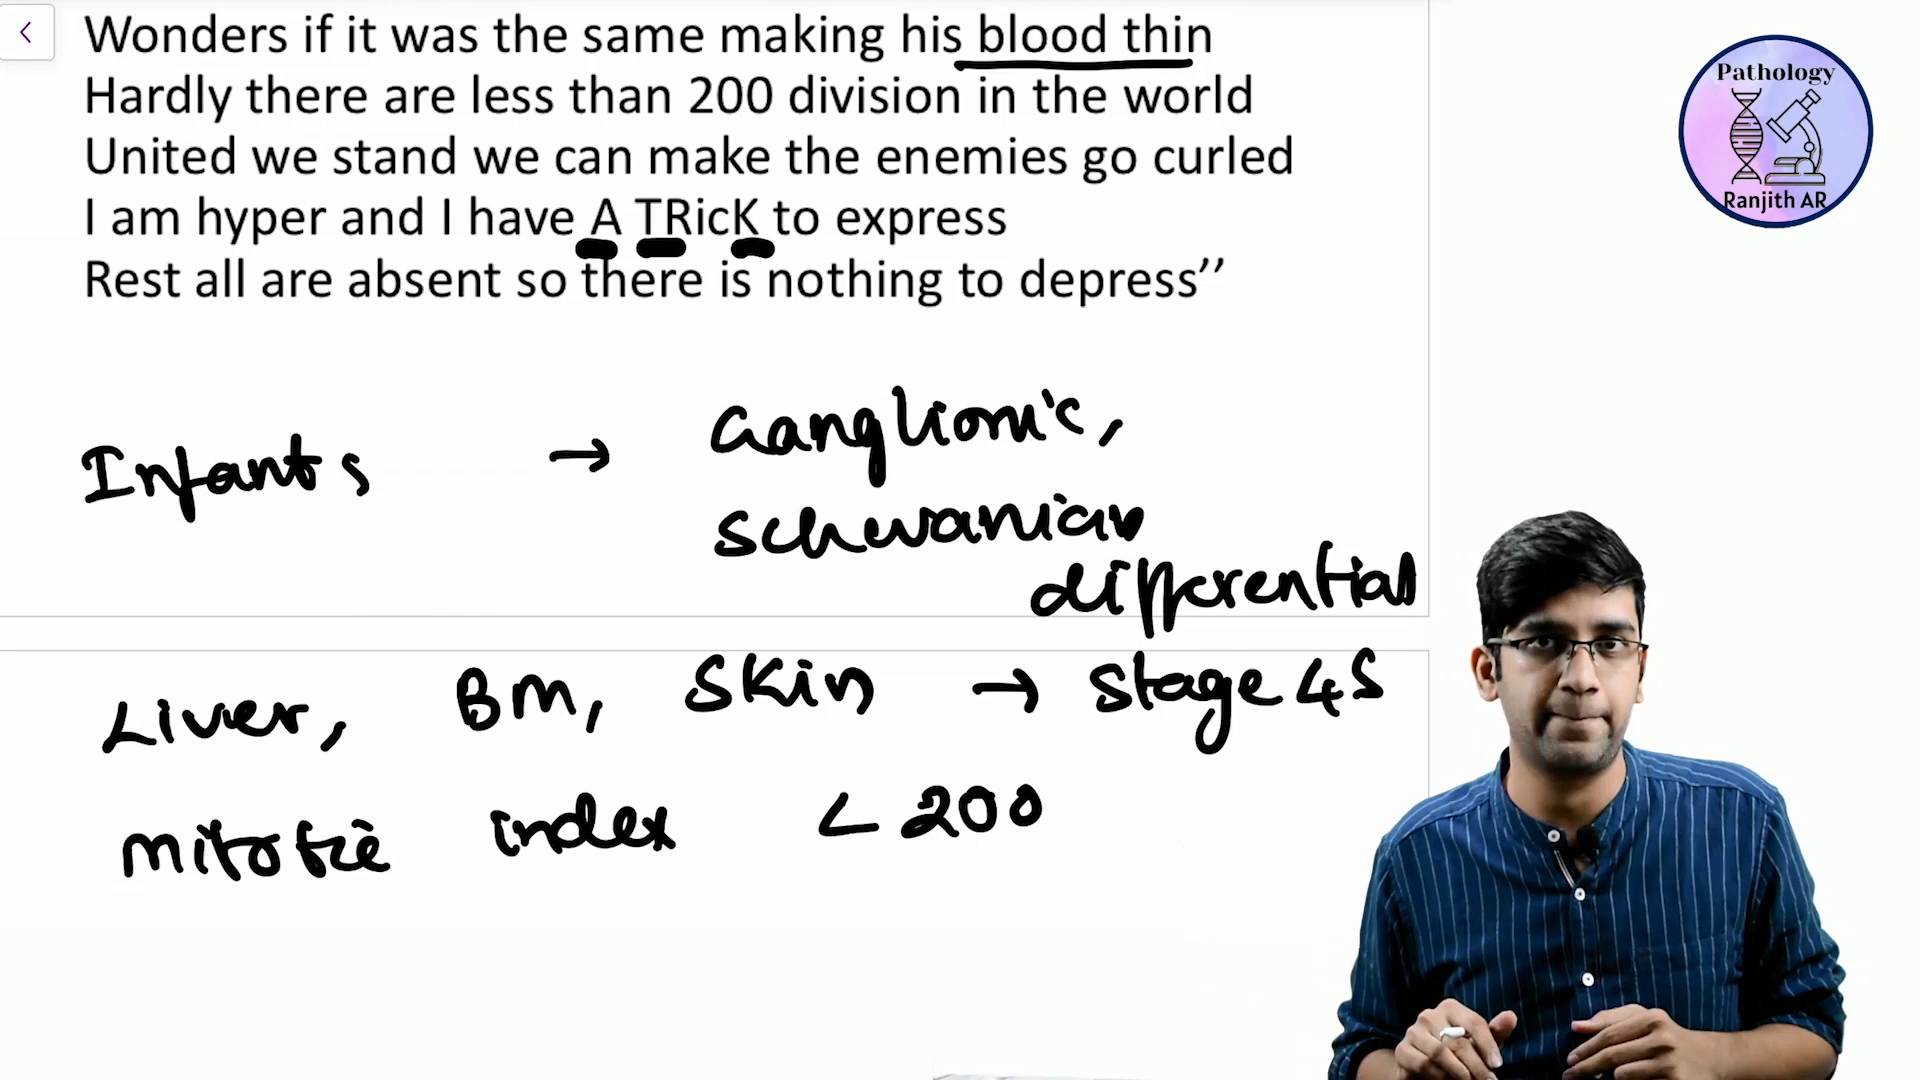 Wonders if it was the same making his blood thin
Hardly there are less than 200 division in the world
United we stand we can make the enemies go curled
I am hyper and I have A TRicK to express
Rest all are absent so there is nothing to depress’’
Pathology
Ranjith AR
Infants → Ganglionic,
schwanian
differential
Liver, BM, Skin → Stage 4S
mitotic index < 200